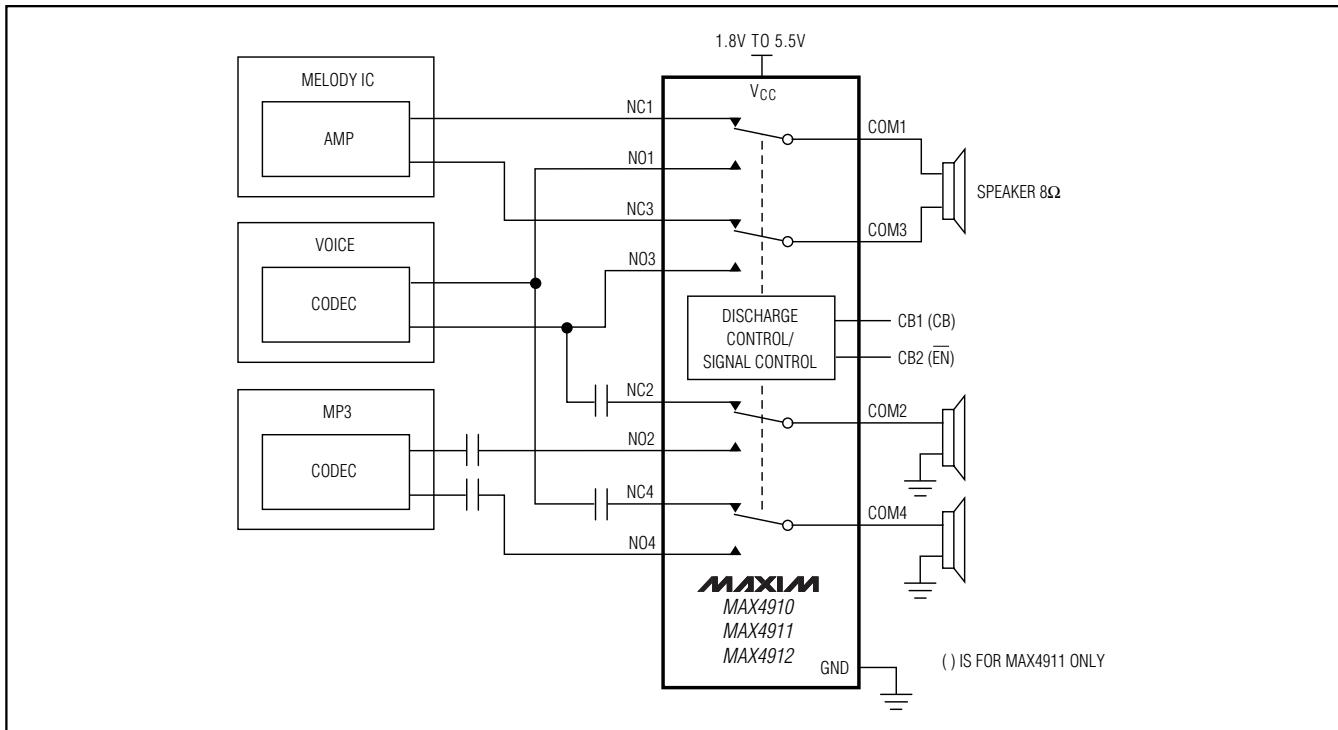 1.8V TO 5.5V
MELODY IC
AMP
VCC
NC1
COM1
NO1
SPEAKER 8Ω
NC3
COM3
VOICE
CODEC
NO3
DISCHARGE
CONTROL/
SIGNAL CONTROL
CB1 (CB)
CB2 (E̅N̅)
MP3
CODEC
NC2
COM2
NO2
NC4
COM4
NO4
MAXIM
MAX4910
MAX4911
MAX4912
GND
( ) IS FOR MAX4911 ONLY